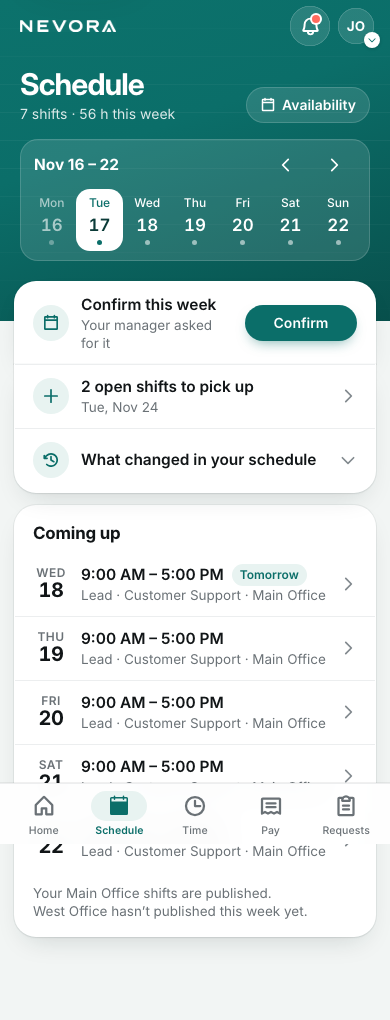 NEVORA
JO
Schedule
7 shifts · 56 h this week
Availability
Nov 16 – 22
Mon Tue Wed Thu Fri Sat Sun
16 17 18 19 20 21 22
Confirm this week
Your manager asked
for it
Confirm
2 open shifts to pick up
Tue, Nov 24
What changed in your schedule
Coming up
WED
18
9:00 AM – 5:00 PM Tomorrow
Lead · Customer Support · Main Office
THU
19
9:00 AM – 5:00 PM
Lead · Customer Support · Main Office
FRI
20
9:00 AM – 5:00 PM
Lead · Customer Support · Main Office
SAT
21
9:00 AM – 5:00 PM
Home Schedule Time Pay Requests
22
Lead · Customer Support · Main Office
Your Main Office shifts are published.
West Office hasn’t published this week yet.